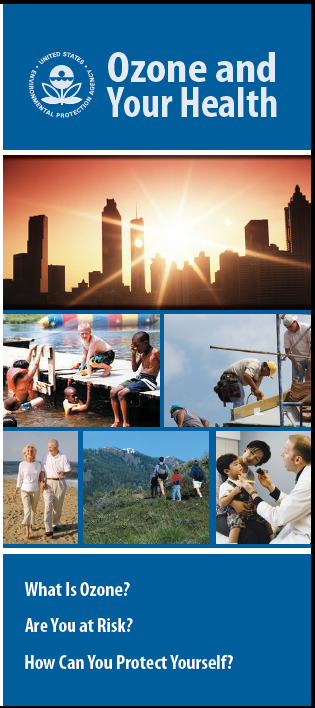 UNITED STATES
ENVIRONMENTAL PROTECTION AGENCY
Ozone and
Your Health
What Is Ozone?
Are You at Risk?
How Can You Protect Yourself?